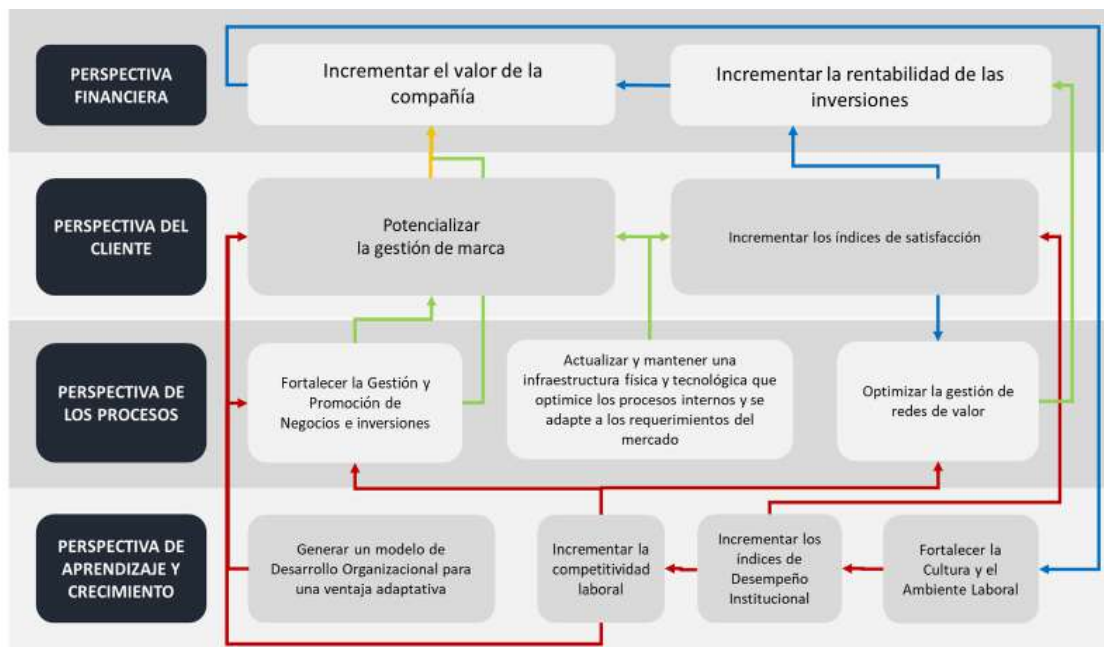 PERSPECTIVA
FINANCIERA
Incrementar el valor de la
compañía
Incrementar la rentabilidad de las
inversiones
PERSPECTIVA DEL
CLIENTE
Potencializar
la gestión de marca
Incrementar los índices de satisfacción
PERSPECTIVA DE
LOS PROCESOS
Fortalecer la Gestión y
Promoción de
Negocios e inversiones
Actualizar y mantener una
infraestructura física y tecnológica que
optimice los procesos internos y se
adapte a los requerimientos del
mercado
Optimizar la gestión de
redes de valor
PERSPECTIVA DE
APRENDIZAJE Y
CRECIMIENTO
Generar un modelo de
Desarrollo Organizacional para
una ventaja adaptativa
Incrementar la
competitividad
laboral
Incrementar los
índices de
Desempeño
Institucional
Fortalecer la
Cultura y el
Ambiente Laboral